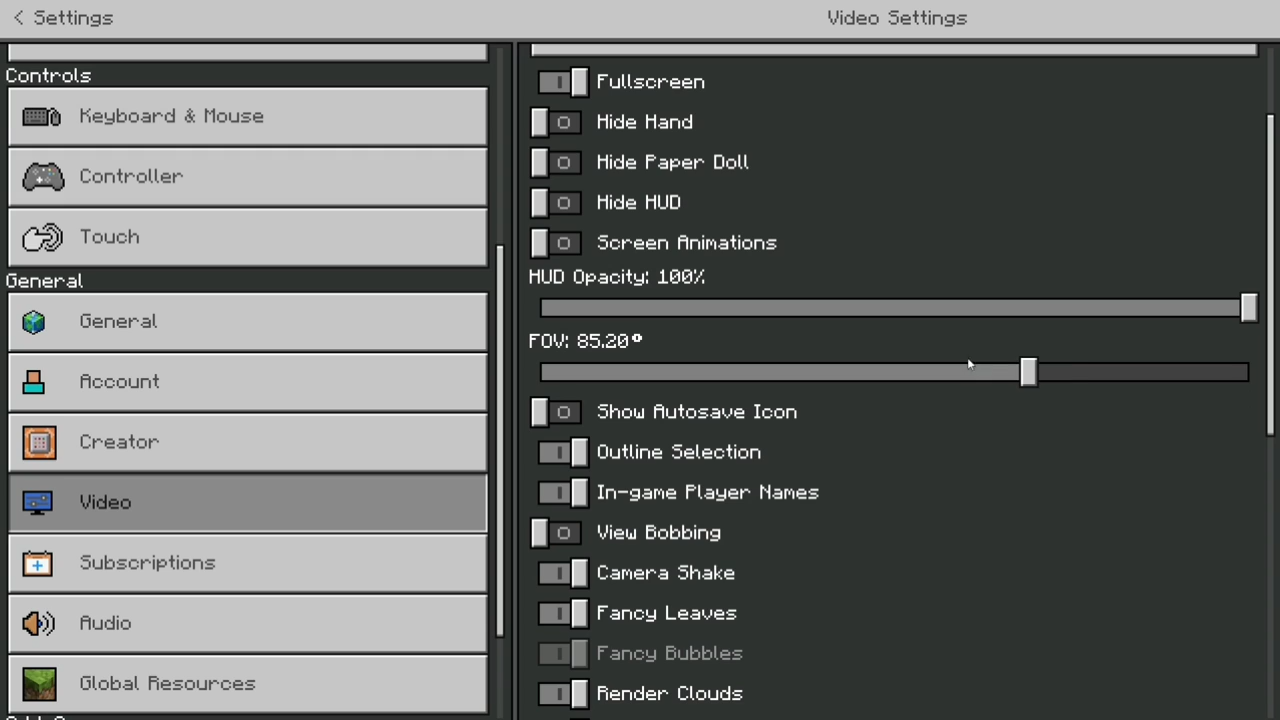 Settings
Video Settings
Controls
Keyboard & Mouse
Controller
Touch
General
General
Account
Creator
Video
Subscriptions
Audio
Global Resources
Fullscreen
Hide Hand
Hide Paper Doll
Hide HUD
Screen Animations
HUD Opacity: 100%
FOV: 85.20°
Show Autosave Icon
Outline Selection
In-game Player Names
View Bobbing
Camera Shake
Fancy Leaves
Fancy Bubbles
Render Clouds